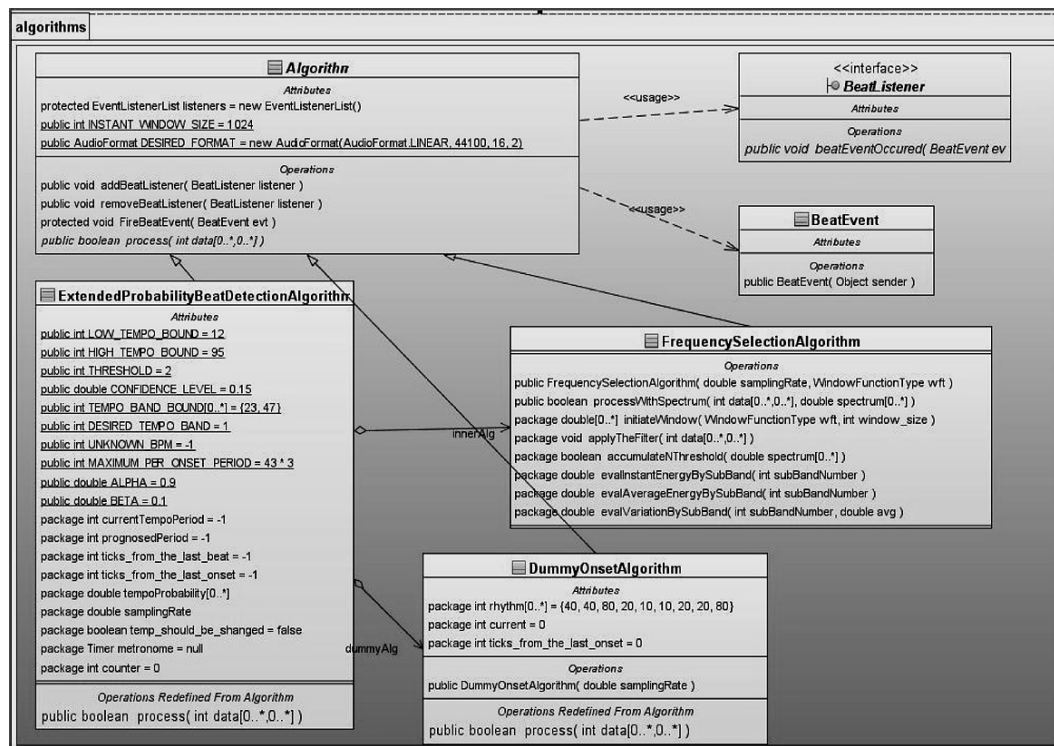 algorithms
Algorithm
Attributes
protected EventListenerList listeners = new EventListenerList()
public int INSTANT_WINDOW_SIZE = 1024
public AudioFormat DESIRED_FORMAT = new AudioFormat(AudioFormat.LINEAR, 44100, 16, 2)
Operations
public void addBeatListener( BeatListener listener )
public void removeBeatListener( BeatListener listener )
protected void FireBeatEvent( BeatEvent evt )
public boolean process( int data[0..*,0..*] )
<<usage>>
<<usage>>
<<interface>>
BeatListener
Attributes
Operations
public void beatEventOccured( BeatEvent ev
BeatEvent
Attributes
Operations
public BeatEvent( Object sender )
ExtendedProbabilityBeatDetectionAlgorithm
Attributes
public int LOW_TEMPO_BOUND = 12
public int HIGH_TEMPO_BOUND = 95
public int THRESHOLD = 2
public double CONFIDENCE_LEVEL = 0.15
public int TEMPO_BAND_BOUND[0..*] = {23, 47}
public int DESIRED_TEMPO_BAND = 1
public int UNKNOWN_BPM = -1
public int MAXIMUM_PER_ONSET_PERIOD = 43 * 3
public double ALPHA = 0.9
public double BETA = 0.1
package int currentTempoPeriod = -1
package int prognosedPeriod = -1
package int ticks_from_the_last_beat = -1
package int ticks_from_the_last_onset = -1
package double tempoProbability[0..*]
package double samplingRate
package boolean temp_should_be_shanged = false
package Timer metronome = null
package int counter = 0
Operations Redefined From Algorithm
public boolean process( int data[0..*,0..*] )
innerAlg
dummyAlg
FrequencySelectionAlgorithm
Operations
public FrequencySelectionAlgorithm( double samplingRate, WindowFunctionType wft )
public boolean processWithSpectrum( int data[0..*,0..*], double spectrum[0..*] )
package double[0..*] initiateWindow( WindowFunctionType wft, int window_size )
package void applyTheFilter( int data[0..*,0..*] )
package boolean accumulateNThreshold( double spectrum[0..*] )
package double evalInstantEnergyBySubBand( int subBandNumber )
package double evalAverageEnergyBySubBand( int subBandNumber )
package double evalVariationBySubBand( int subBandNumber, double avg )
DummyOnsetAlgorithm
Attributes
package int rhythm[0..*] = {40, 40, 80, 20, 10, 10, 20, 20, 80}
package int current = 0
package int ticks_from_the_last_onset = 0
Operations
public DummyOnsetAlgorithm( double samplingRate )
Operations Redefined From Algorithm
public boolean process( int data[0..*,0..*] )